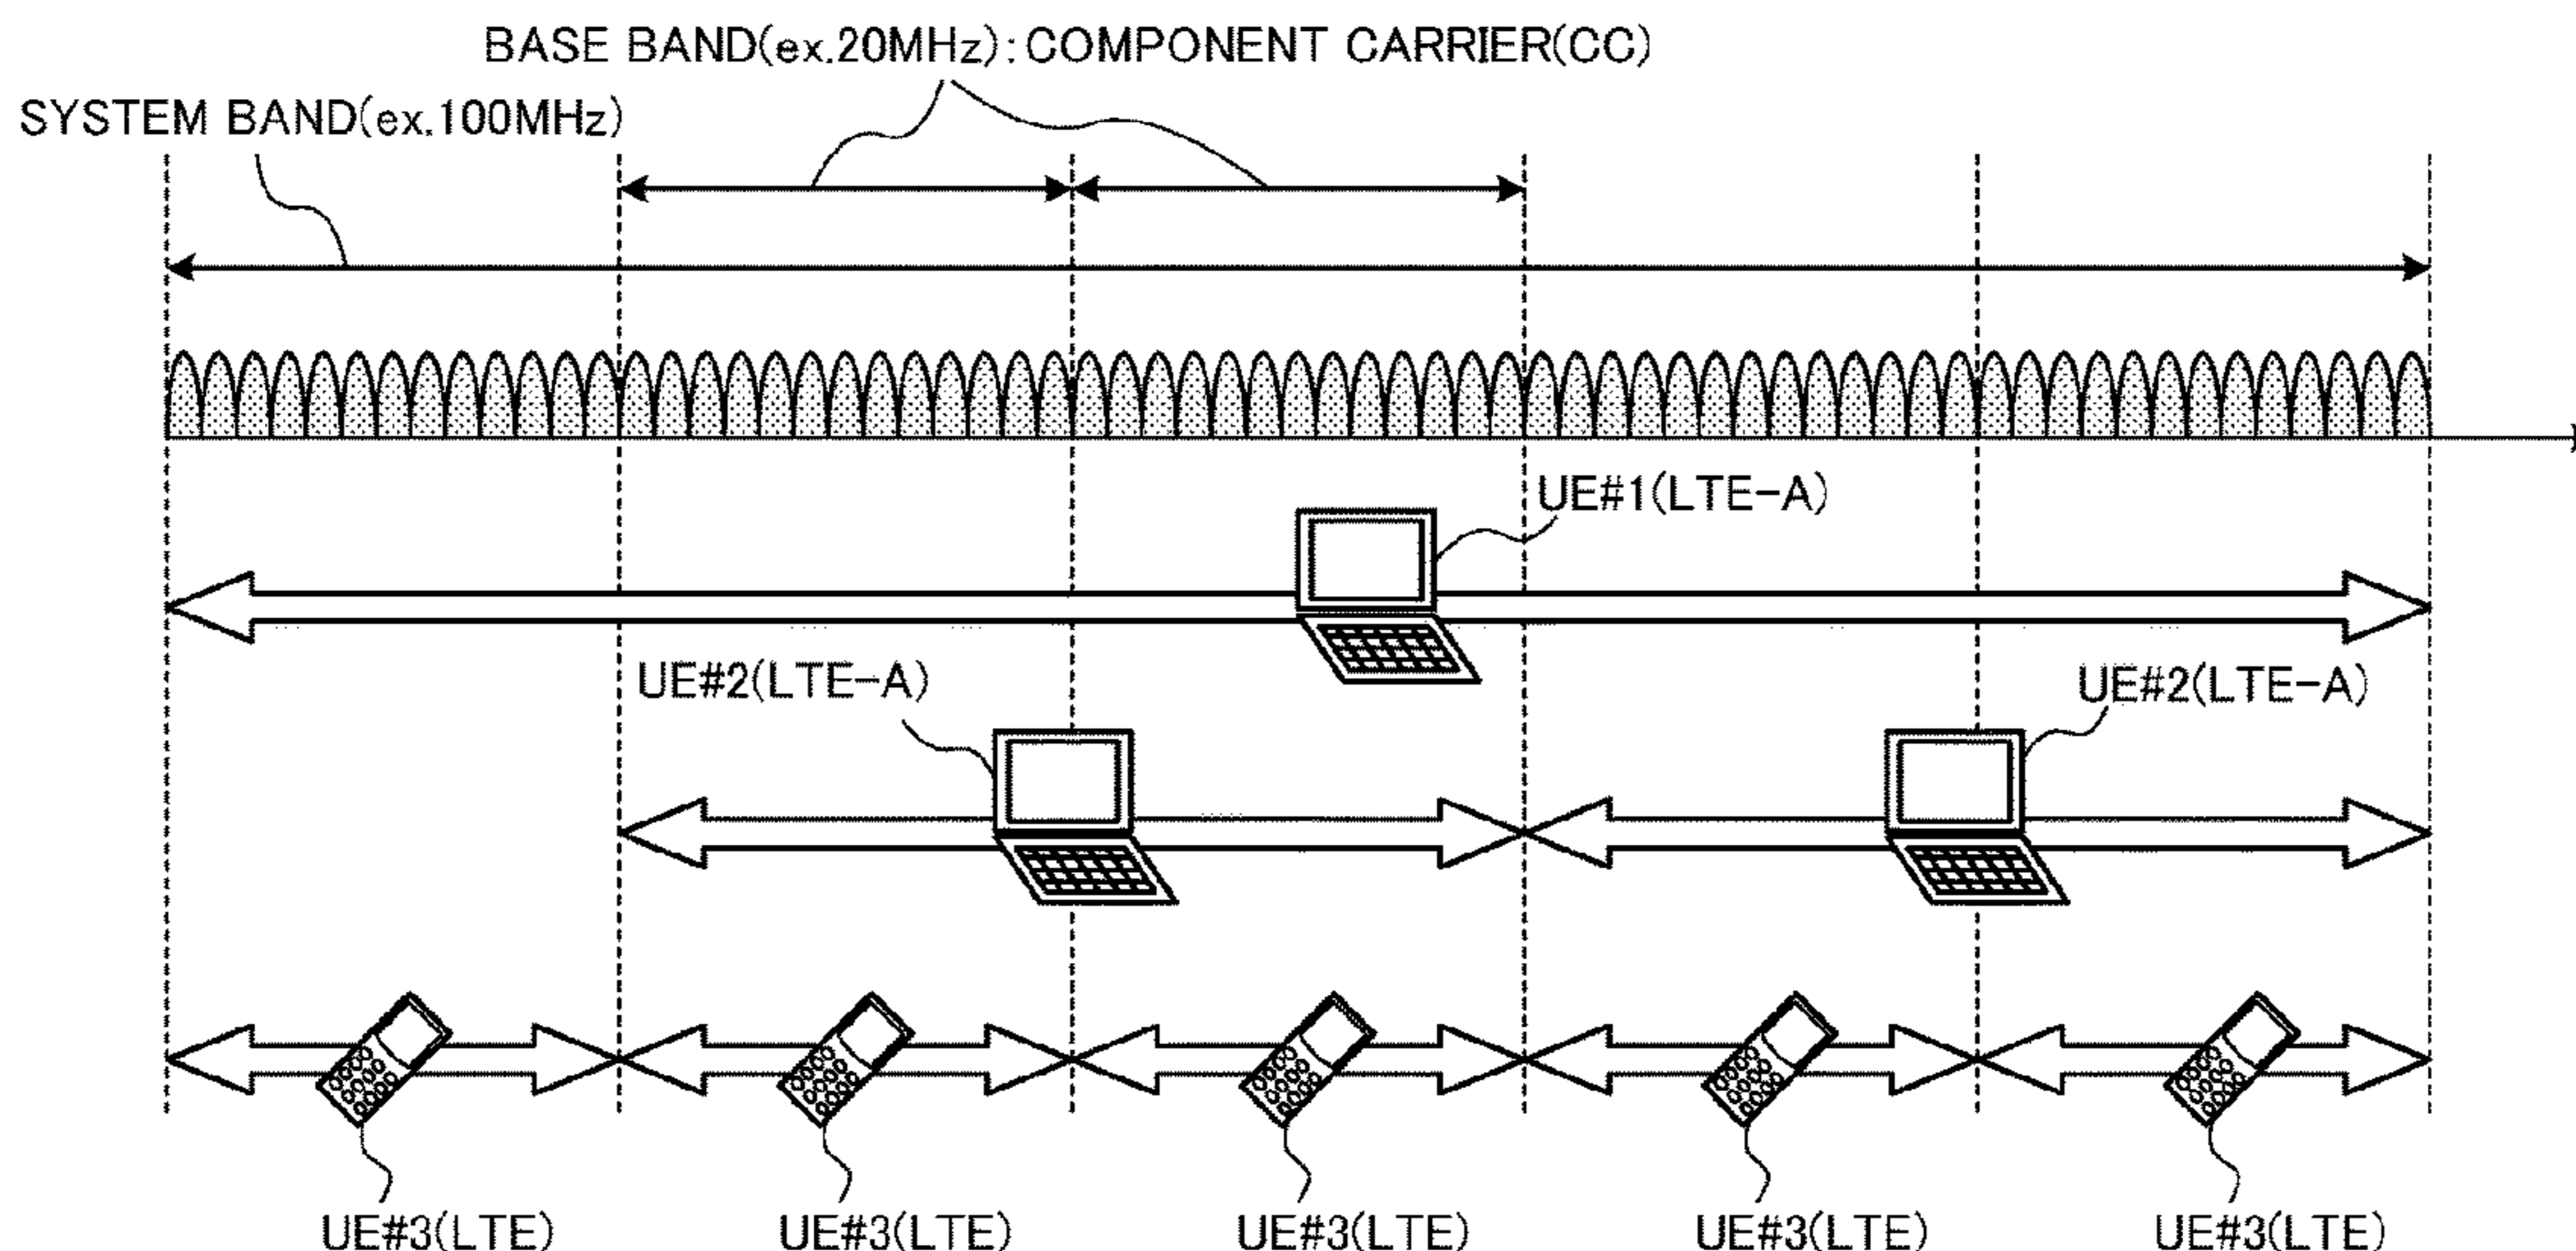 BASE BAND(ex.20MHz):COMPONENT CARRIER(CC)
SYSTEM BAND(ex.100MHz)
UE#1(LTE-A)
UE#2(LTE-A)
UE#2(LTE-A)
UE#3(LTE)
UE#3(LTE)
UE#3(LTE)
UE#3(LTE)
UE#3(LTE)